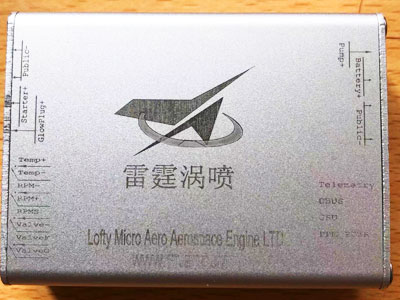 Public-
Starter+
GlowPlug+
Pump+
Battery+
Public-
雷霆涡喷
Temp+
Temp-
RPM-
RPM+
RPMS
Valve-
Telemetry
Lofty Micro Aero Aerospace Engine LTD